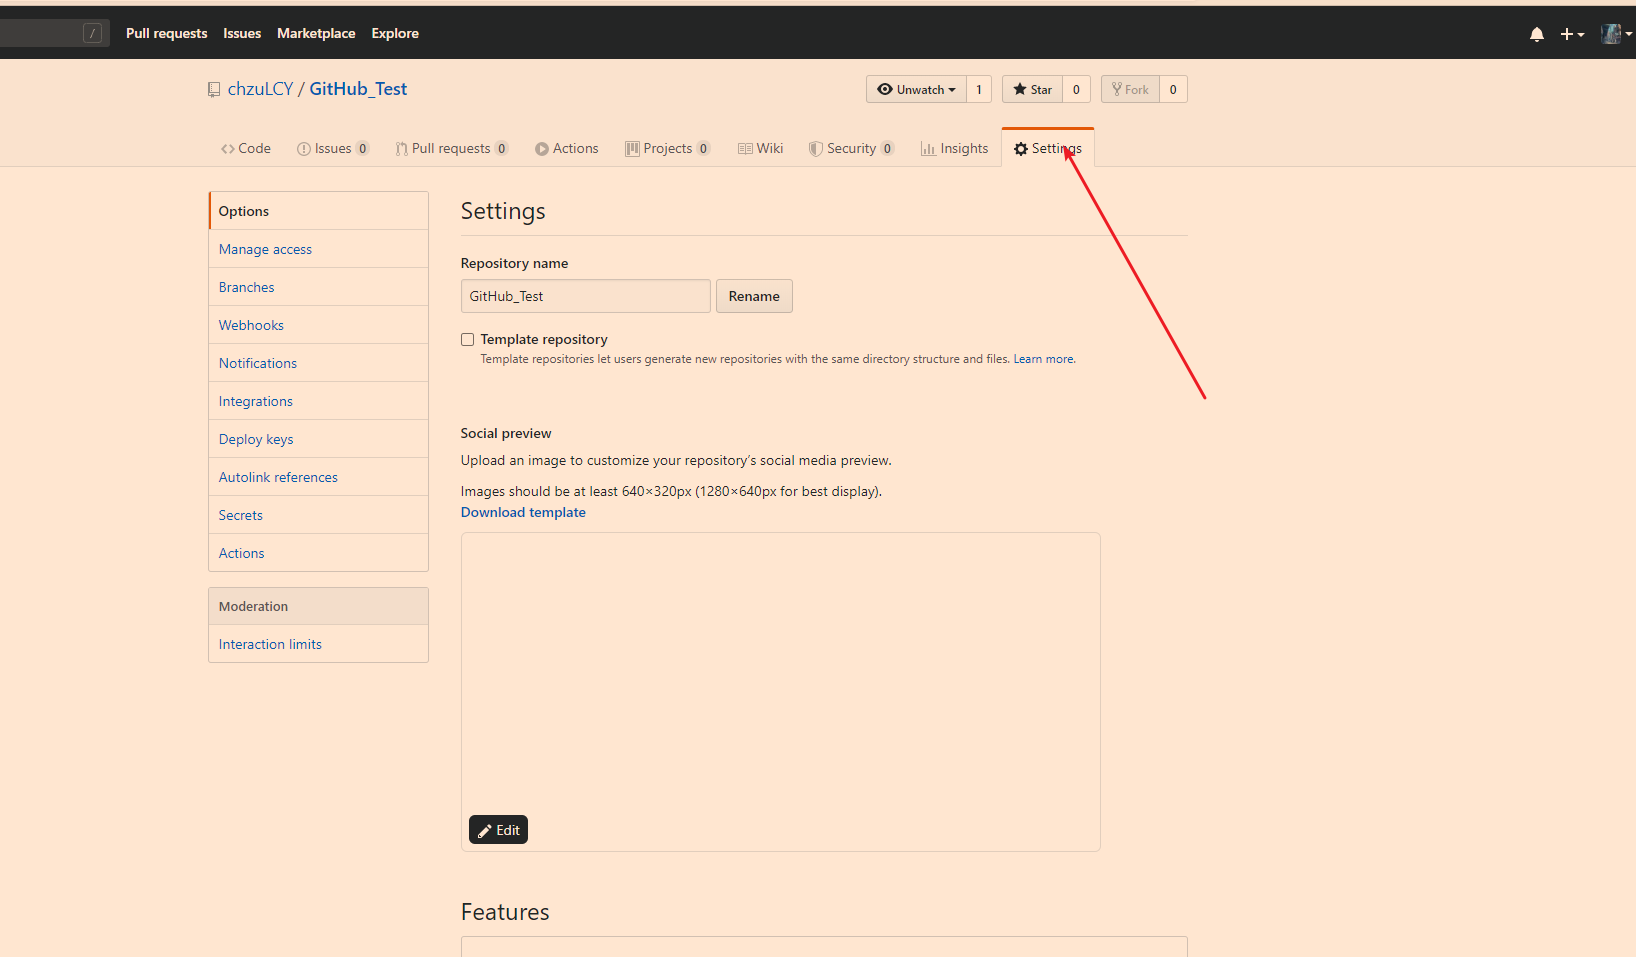 / Pull requests Issues Marketplace Explore
chzuLCY / GitHub_Test Unwatch 1 Star 0 Fork 0
Code Issues 0 Pull requests 0 Actions Projects 0 Wiki Security 0 Insights Settings
Options
Manage access
Branches
Webhooks
Notifications
Integrations
Deploy keys
Autolink references
Secrets
Actions
Moderation
Interaction limits
Settings
Repository name
GitHub_Test Rename
Template repository
Template repositories let users generate new repositories with the same directory structure and files. Learn more.
Social preview
Upload an image to customize your repository’s social media preview.
Images should be at least 640×320px (1280×640px for best display).
Download template
Edit
Features